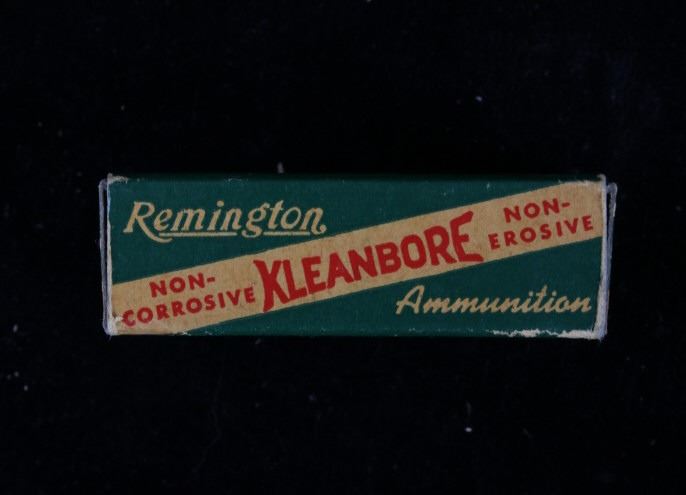 Remington
NON-
CORROSIVE
KLEANBORE
NON-
EROSIVE
Ammunition